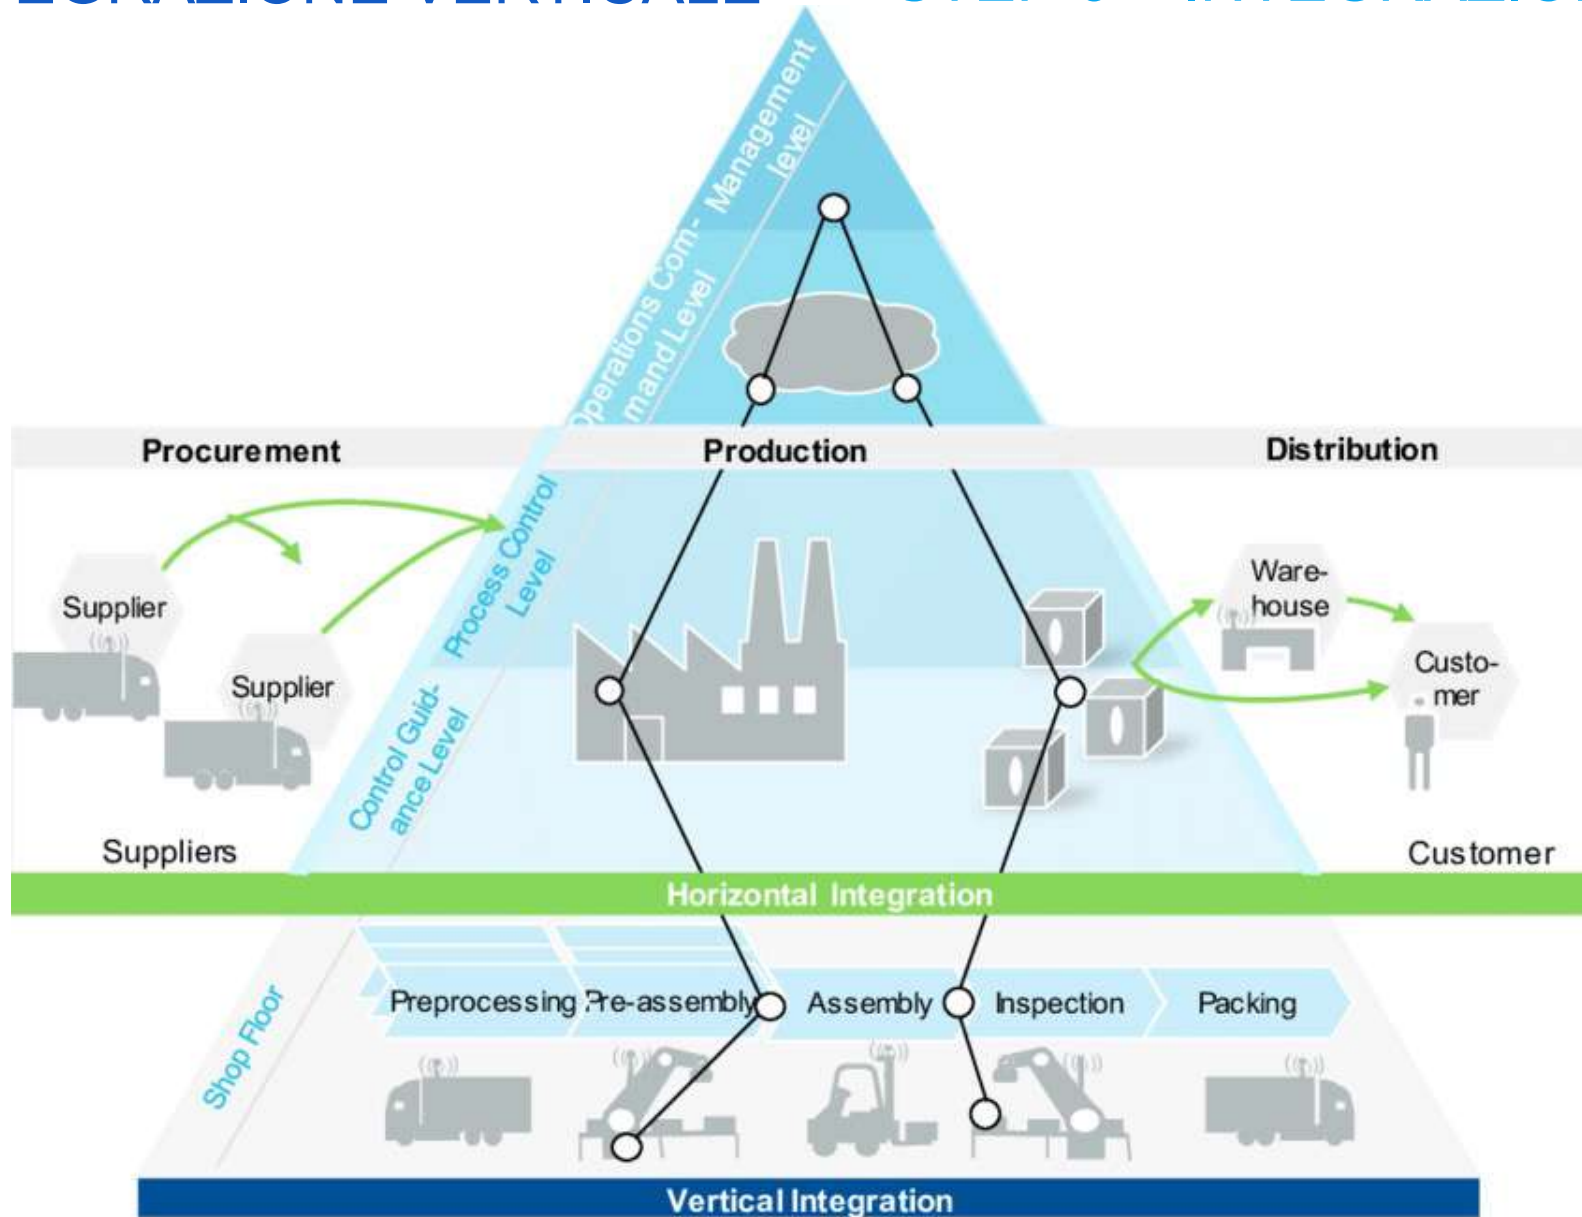 Management
level
Operations Com-
mand Level
Procurement
Production
Distribution
Process Control
Level
Supplier
Supplier
Ware-
house
Custo-
mer
Control Guid-
ance Level
Suppliers
Customer
Horizontal Integration
Shop Floor
Preprocessing
Pre-assembly
Assembly
Inspection
Packing
Vertical Integration